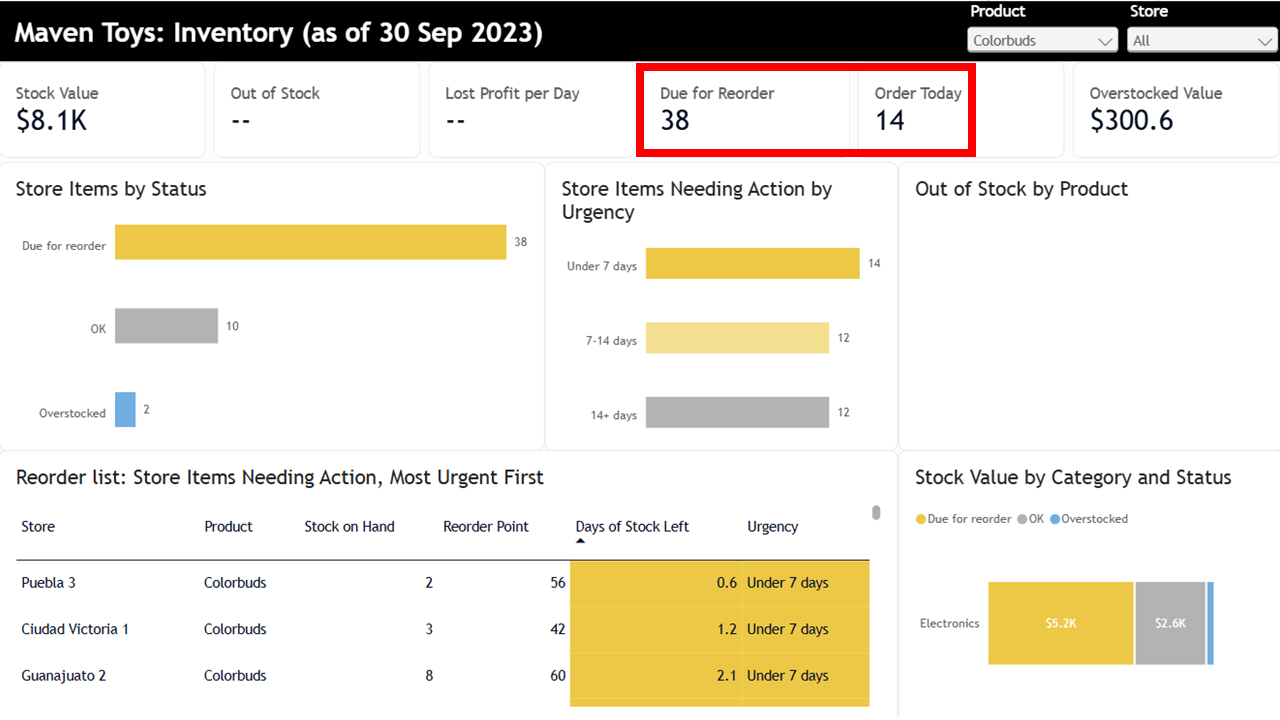 Maven Toys: Inventory (as of 30 Sep 2023)
Product
Store
Colorbuds
All
Stock Value
$8.1K
Out of Stock
--
Lost Profit per Day
--
Due for Reorder
38
Order Today
14
Overstocked Value
$300.6
Store Items by Status
Due for reorder
38
OK
10
Overstocked
2
Store Items Needing Action by
Urgency
Under 7 days
14
7-14 days
12
14+ days
12
Out of Stock by Product
Reorder list: Store Items Needing Action, Most Urgent First
Store Product Stock on Hand Reorder Point Days of Stock Left Urgency
Puebla 3 Colorbuds 2 56 0.6 Under 7 days
Ciudad Victoria 1 Colorbuds 3 42 1.2 Under 7 days
Guanajuato 2 Colorbuds 8 60 2.1 Under 7 days
Stock Value by Category and Status
Due for reorder OK Overstocked
Electronics $5.2K $2.6K